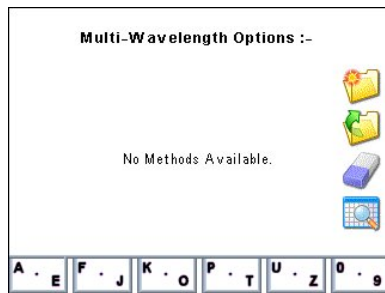 Multi-Wavelength Options :-
No Methods Available.
A . E F . J K . O P . T U . Z 0 . 9